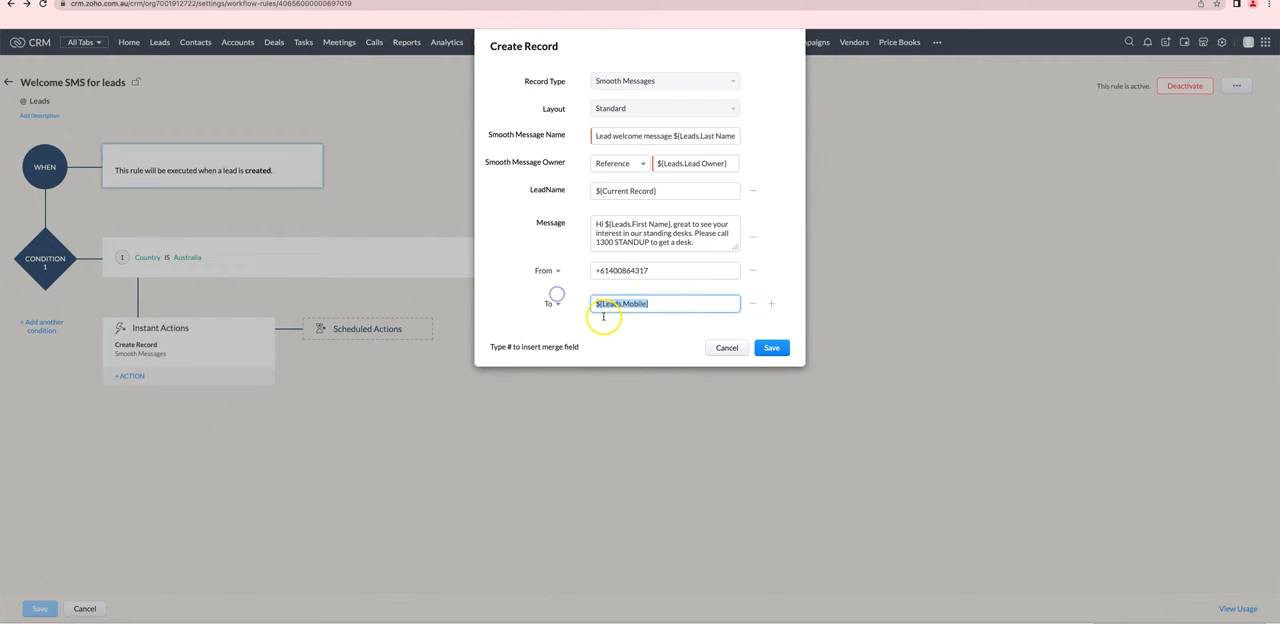 crm.zoho.com.au/crm/org7001912722/settings/workflow-rules/40656000000697019
CRM
All Tabs
Home
Leads
Contacts
Accounts
Deals
Tasks
Meetings
Calls
Reports
Analytics
Vendors
Price Books
Welcome SMS for leads
@ Leads
Add Description
This rule is active.
Deactivate
WHEN
This rule will be executed when a lead is created.
CONDITION
1
1
Country IS Australia
+ Add another
condition
Instant Actions
Create Record
Smooth Messages
+ ACTION
Scheduled Actions
Create Record
Record Type
Smooth Messages
Layout
Standard
Smooth Message Name
Lead welcome message ${Leads.Last Name
Smooth Message Owner
Reference
${Leads.Lead Owner}
LeadName
${Current Record}
Message
Hi ${Leads.First Name}, great to see your
interest in our standing desks. Please call
1300 STANDUP to get a desk.
From
+61400864317
To
${Leads.Mobile}
Type # to insert merge field
Cancel
Save
Save
Cancel
View Usage